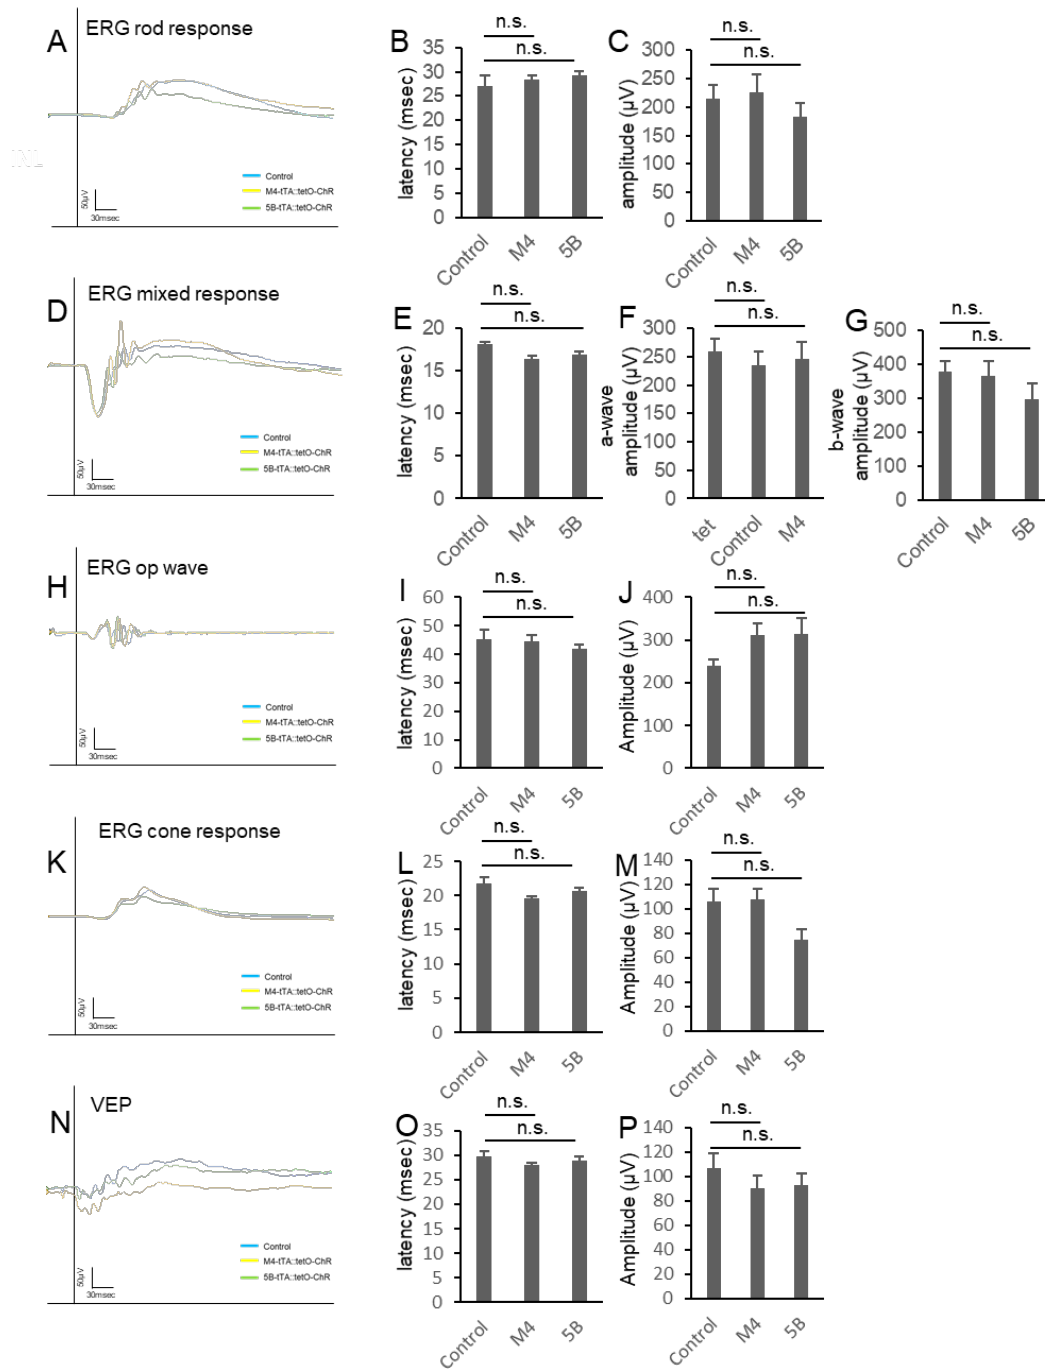 A
ERG rod response
INL
50μV
30msec
Control
M4-tTA::tetO-ChR
5B-tTA::tetO-ChR
B
n.s.
n.s.
latency (msec)
35
30
25
20
15
10
5
0
Control
M4
5B
C
n.s.
n.s.
amplitude (μV)
300
250
200
150
100
50
0
Control
M4
5B
D
ERG mixed response
50μV
30msec
Control
M4-tTA::tetO-ChR
5B-tTA::tetO-ChR
E
n.s.
n.s.
latency (msec)
20
15
10
5
0
Control
M4
5B
F
n.s.
n.s.
a-wave
amplitude (μV)
300
250
200
150
100
50
0
tet
Control
M4
G
n.s.
n.s.
b-wave
amplitude (μV)
500
400
300
200
100
0
Control
M4
5B
H
ERG op wave
50μV
30msec
Control
M4-tTA::tetO-ChR
5B-tTA::tetO-ChR
I
n.s.
n.s.
latency (msec)
60
50
40
30
20
10
0
Control
M4
5B
J
n.s.
n.s.
Amplitude (μV)
400
300
200
100
0
Control
M4
5B
K
ERG cone response
50μV
30msec
Control
M4-tTA::tetO-ChR
5B-tTA::tetO-ChR
L
n.s.
n.s.
latency (msec)
25
20
15
10
5
0
Control
M4
5B
M
n.s.
n.s.
Amplitude (μV)
140
120
100
80
60
40
20
0
Control
M4
5B
N
VEP
50μV
30msec
Control
M4-tTA::tetO-ChR
5B-tTA::tetO-ChR
O
n.s.
n.s.
latency (msec)
35
30
25
20
15
10
5
0
Control
M4
5B
P
n.s.
n.s.
Amplitude (μV)
140
120
100
80
60
40
20
0
Control
M4
5B